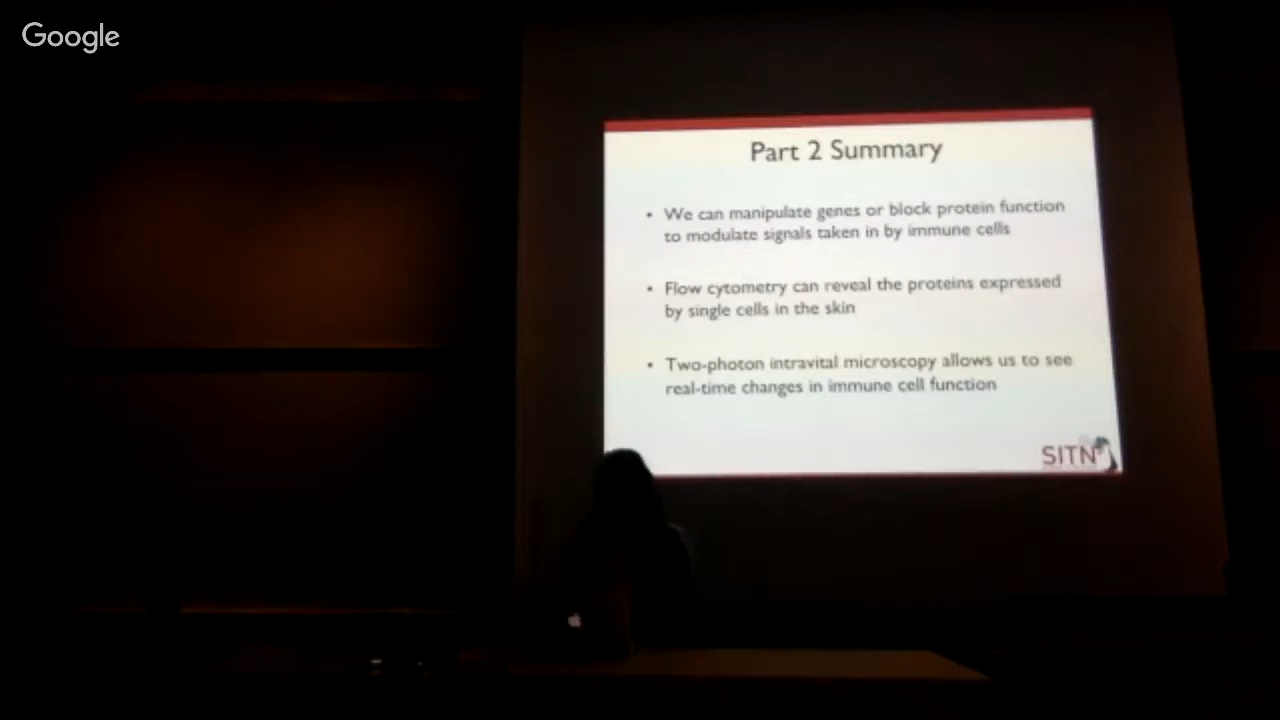 Google
Part 2 Summary
• We can manipulate genes or block protein function
to modulate signals taken in by immune cells
• Flow cytometry can reveal the proteins expressed
by single cells in the skin
• Two-photon intravital microscopy allows us to see
real-time changes in immune cell function
SITN